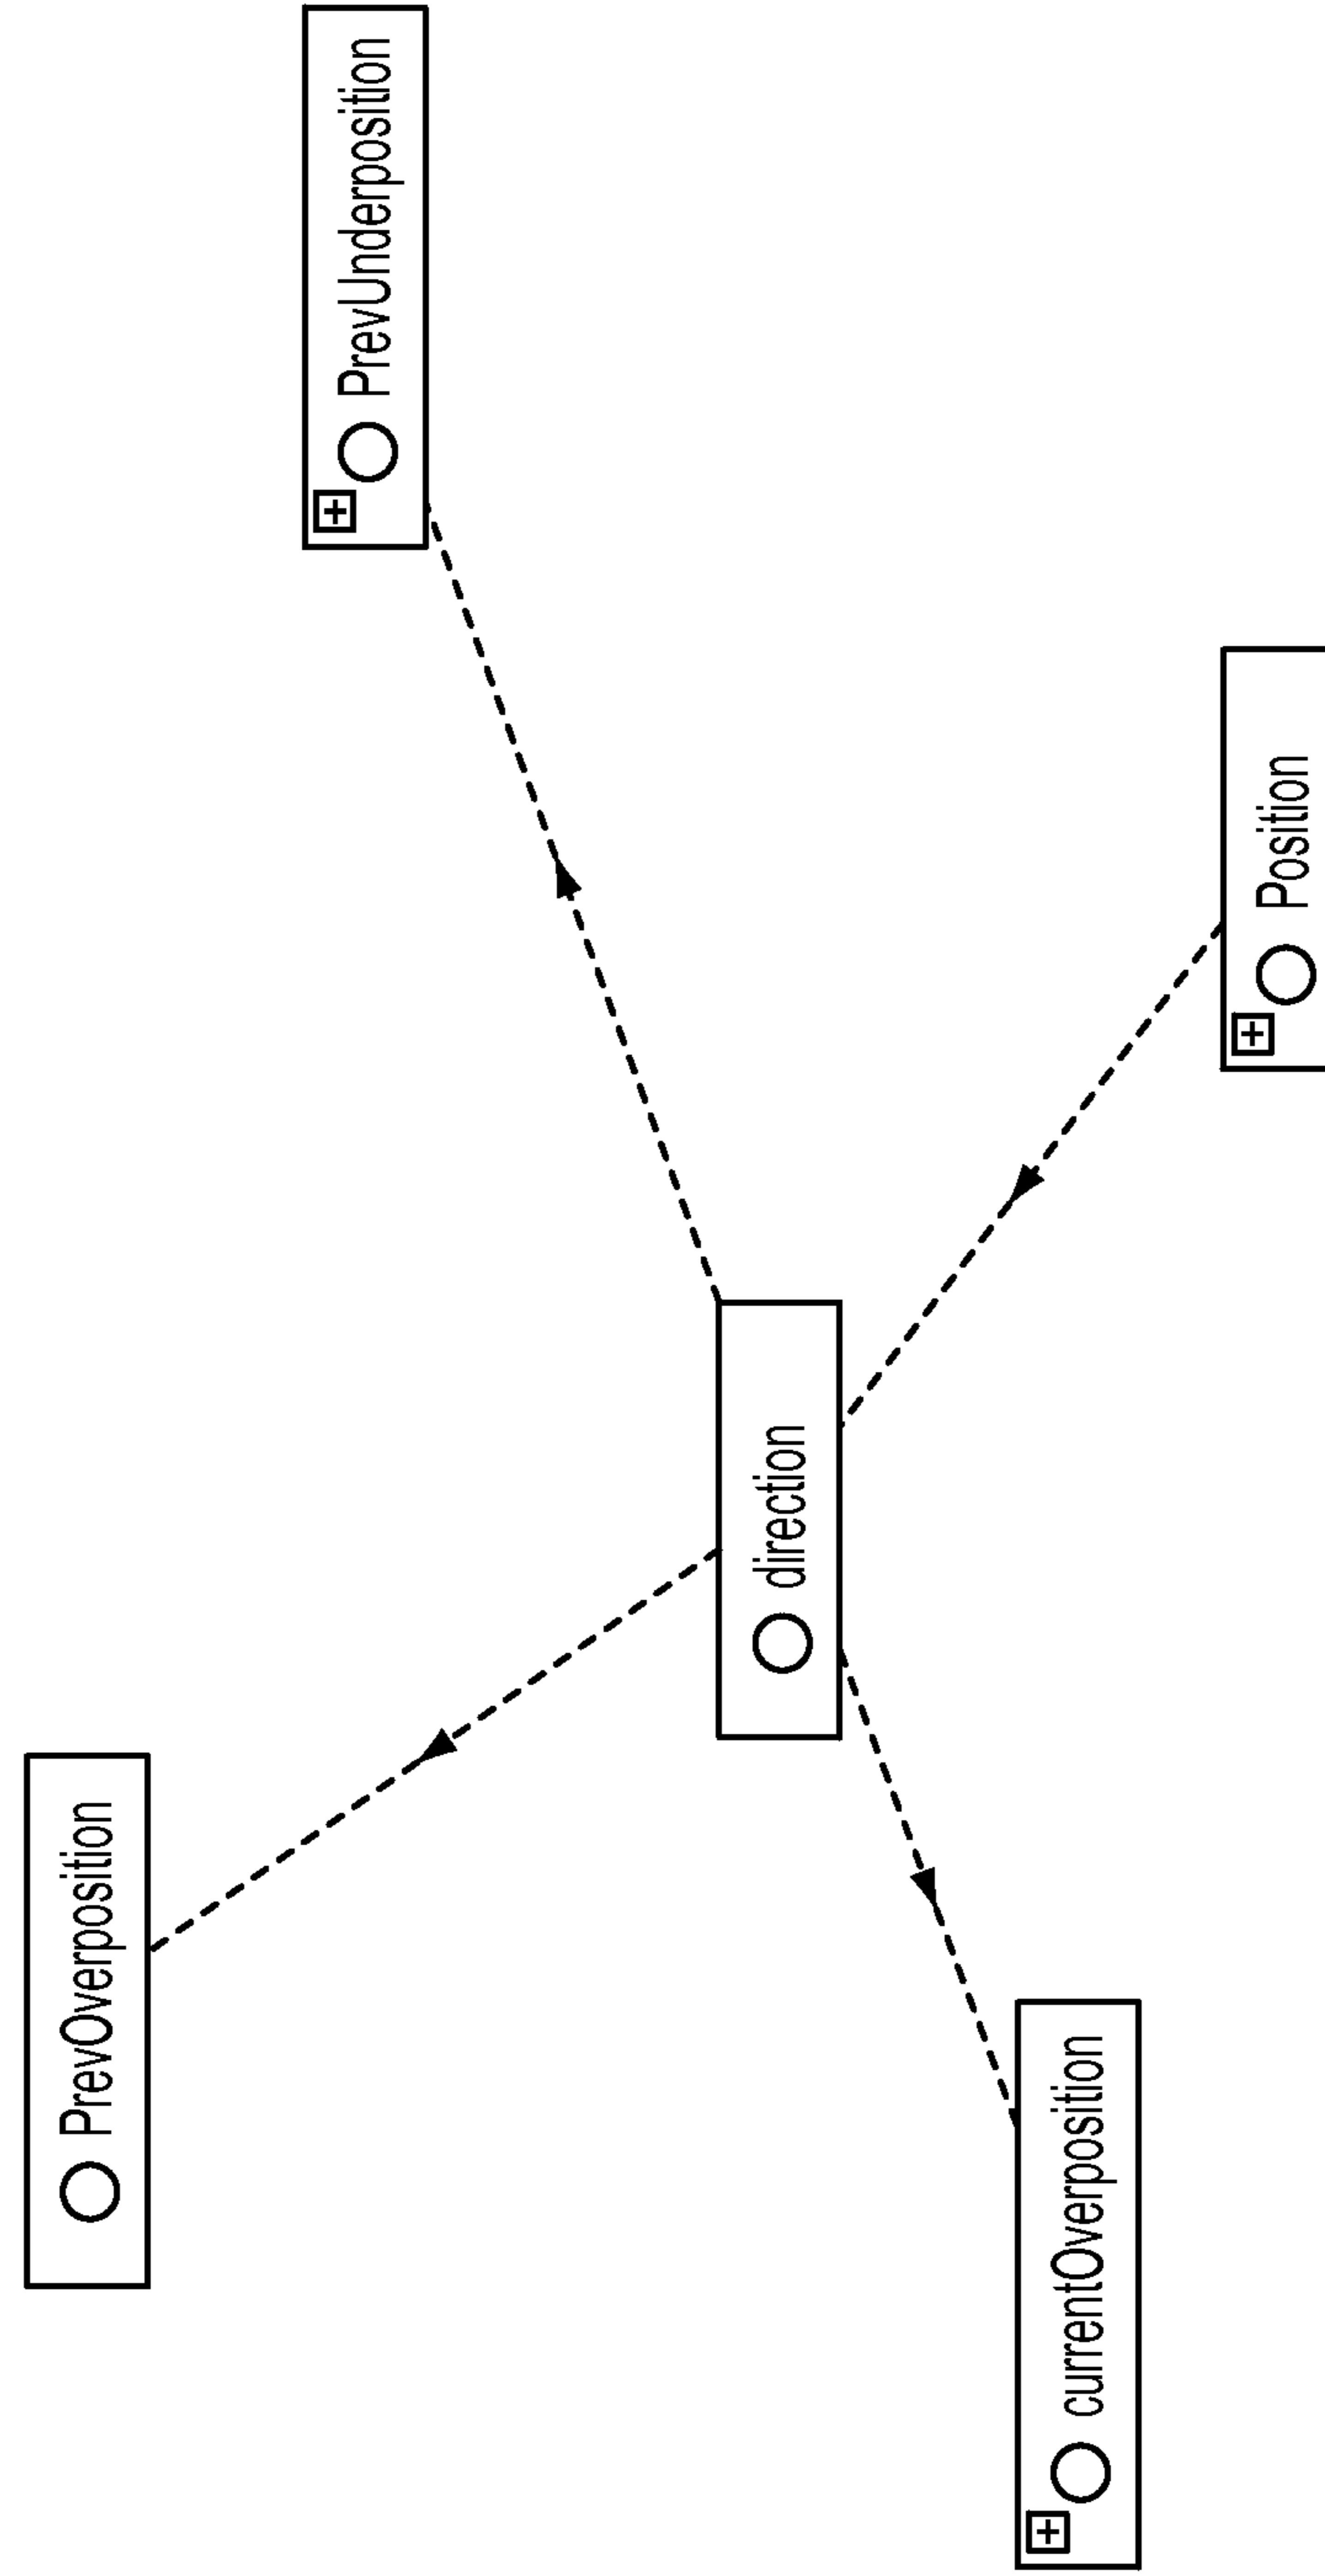 PrevOverposition
PrevUnderposition
direction
currentOverposition
Position